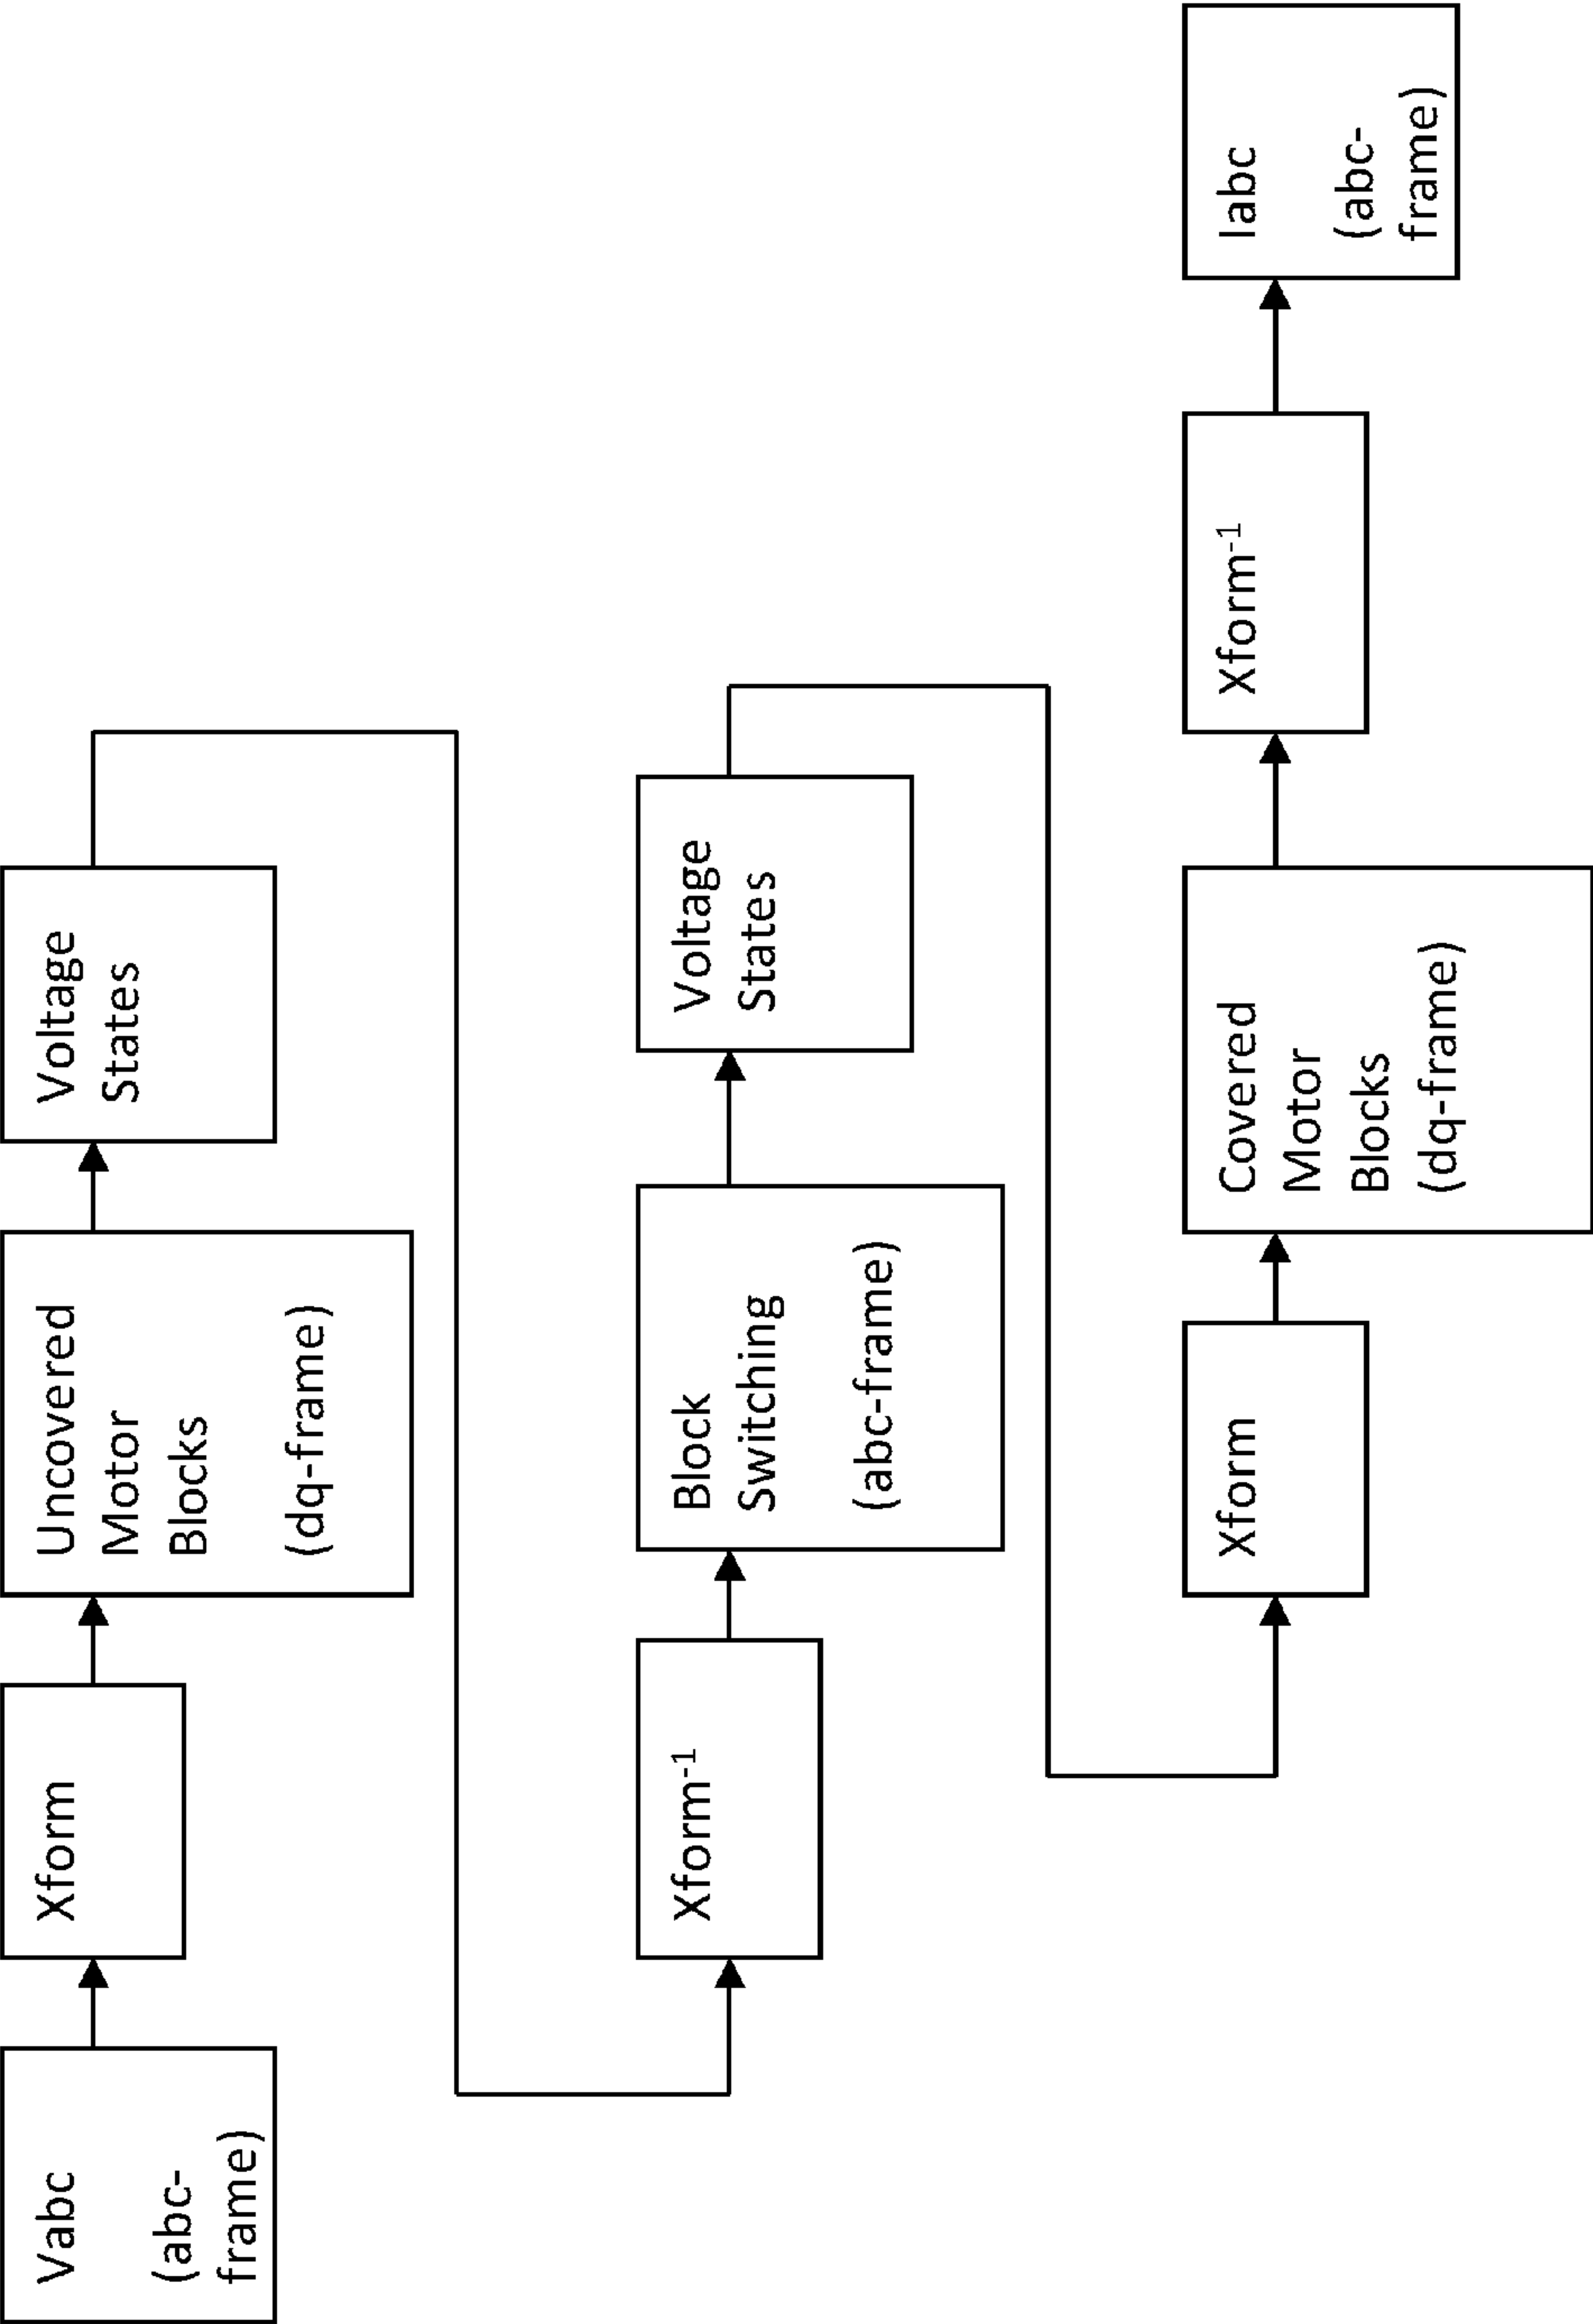 Vabc
(abc-
frame)
Xform
Uncovered
Motor
Blocks
(dq-frame)
Voltage
States
Xform⁻¹
Block
Switching
(abc-frame)
Voltage
States
Xform
Covered
Motor
Blocks
(dq-frame)
Xform⁻¹
Iabc
(abc-
frame)